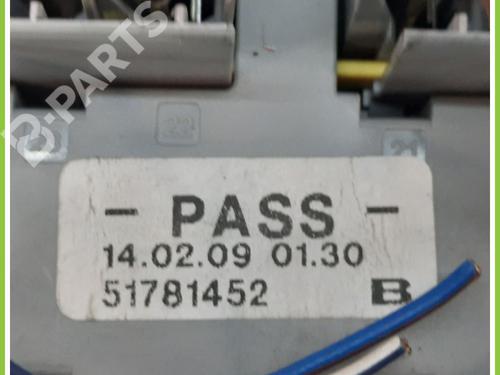 B-PARTS
- PASS -
14.02.09 01.30
51781452 B